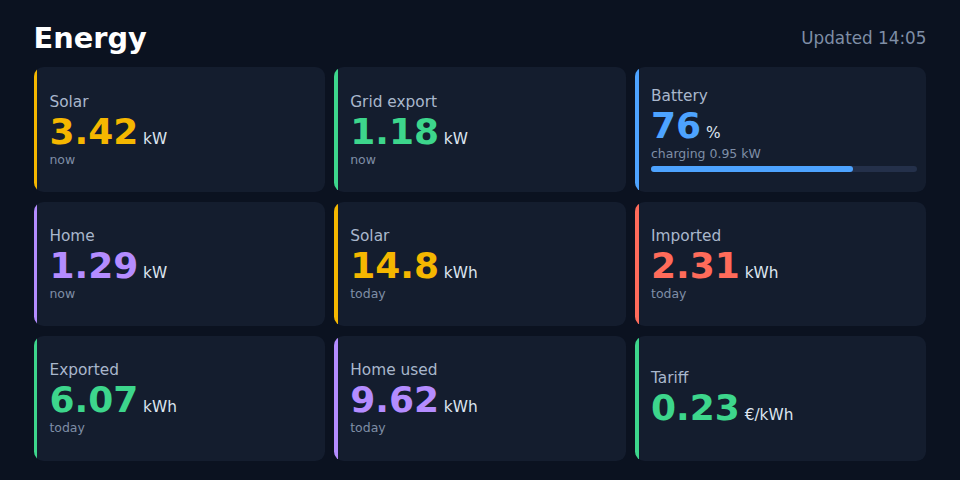 Energy
Updated 14:05
Solar
3.42 kW
now
Grid export
1.18 kW
now
Battery
76 %
charging 0.95 kW
Home
1.29 kW
now
Solar
14.8 kWh
today
Imported
2.31 kWh
today
Exported
6.07 kWh
today
Home used
9.62 kWh
today
Tariff
0.23 €/kWh